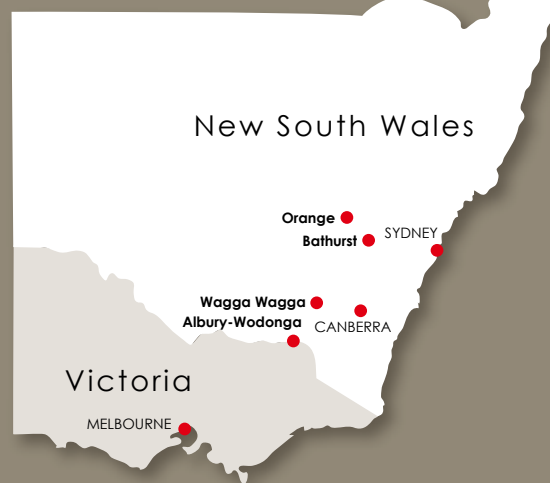 New South Wales
Orange
SYDNEY
Bathurst
Wagga Wagga
Albury-Wodonga
CANBERRA
Victoria
MELBOURNE